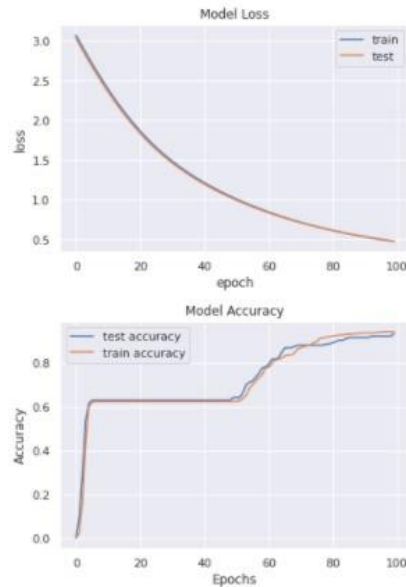 Model Loss
3.0
2.5
2.0
1.5
1.0
0.5
loss
train
test
0 20 40 60 80 100
epoch
Model Accuracy
0.8
0.6
0.4
0.2
0.0
Accuracy
test accuracy
train accuracy
0 20 40 60 80 100
Epochs